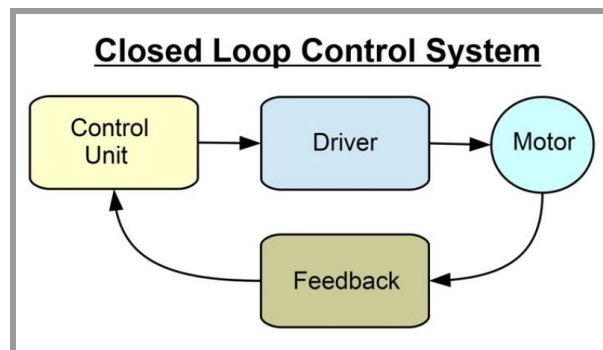 Closed Loop Control System
Control
Unit
Driver
Motor
Feedback